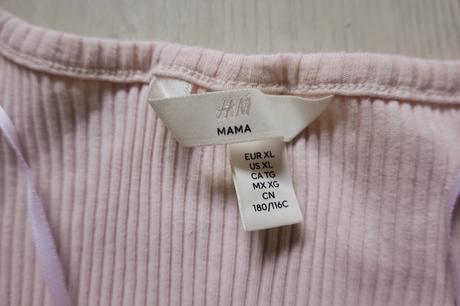 H&M
MAMA
EUR XL
US XL
CA TG
MX XG
CN
180/116C